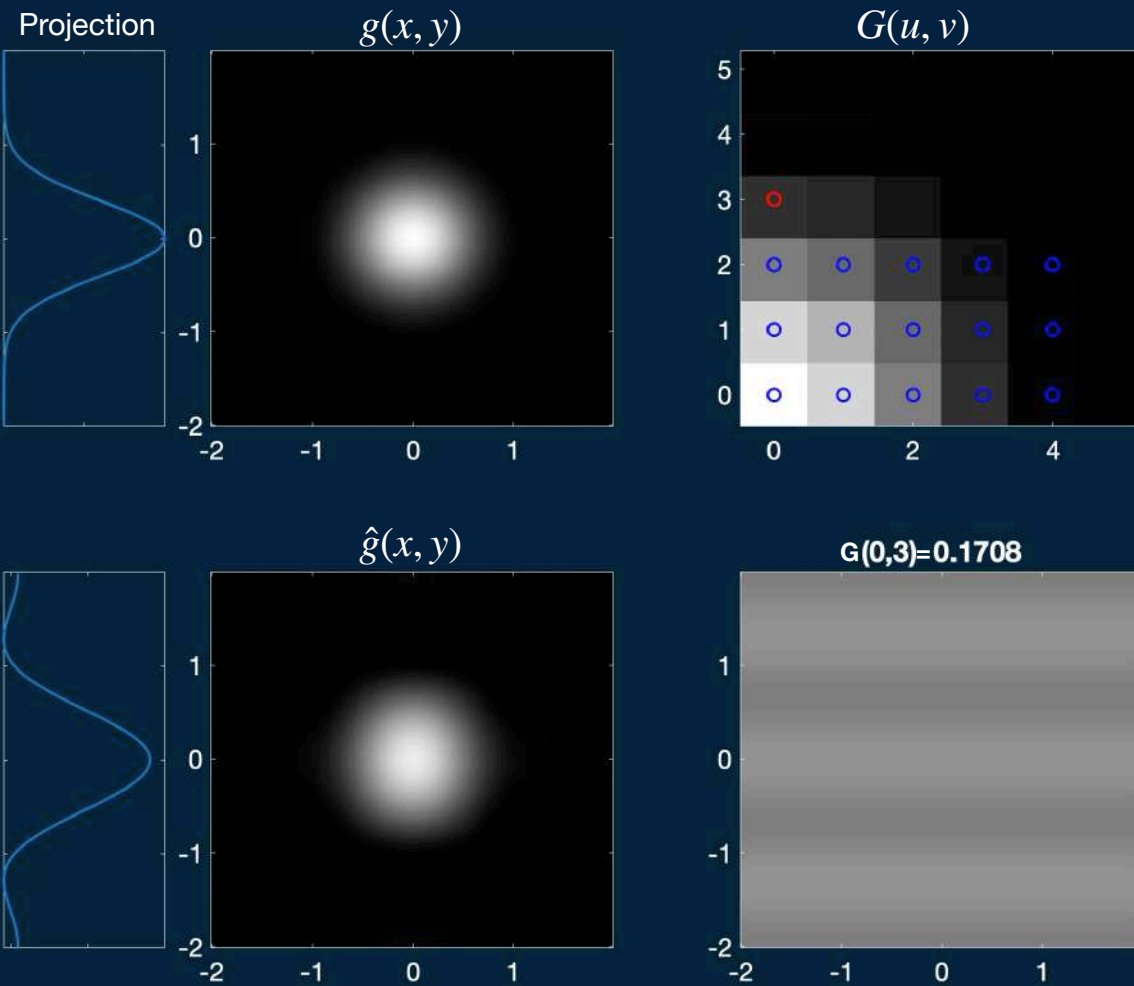 Projection
g(x, y)
G(u, v)
1
0
-1
-2
-2 -1 0 1
5
4
3
2
1
0
0 2 4
ĝ(x, y)
G(0,3)=0.1708
1
0
-1
-2
-2 -1 0 1
1
0
-1
-2
-2 -1 0 1